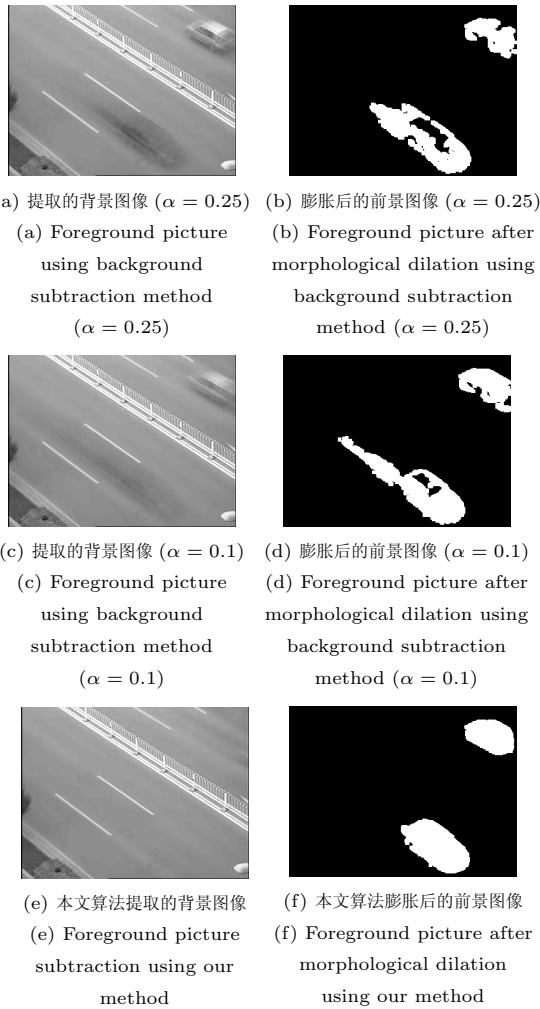 a) 提取的背景图像 (α = 0.25)
(a) Foreground picture
using background
subtraction method
(α = 0.25)
(b) 膨胀后的前景图像 (α = 0.25)
(b) Foreground picture after
morphological dilation using
background subtraction
method (α = 0.25)
(c) 提取的背景图像 (α = 0.1)
(c) Foreground picture
using background
subtraction method
(α = 0.1)
(d) 膨胀后的前景图像 (α = 0.1)
(d) Foreground picture after
morphological dilation using
background subtraction
method (α = 0.1)
(e) 本文算法提取的背景图像
(e) Foreground picture
subtraction using our
method
(f) 本文算法膨胀后的前景图像
(f) Foreground picture after
morphological dilation
using our method